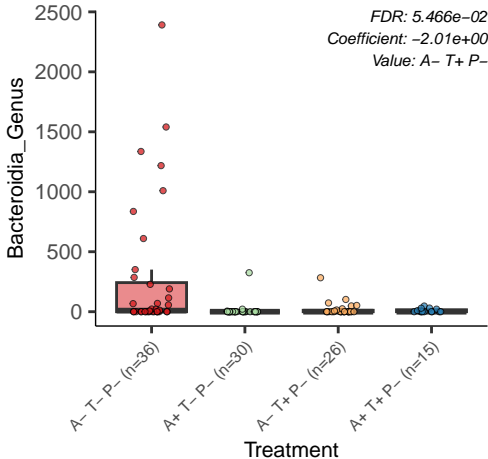 FDR: 5.466e−02
Coefficient: −2.01e+00
Value: A− T+ P−
Bacteroidia_Genus
2500
2000
1500
1000
500
0
A− T− P− (n=36)
A+ T− P− (n=30)
A− T+ P− (n=26)
A+ T+ P− (n=15)
Treatment